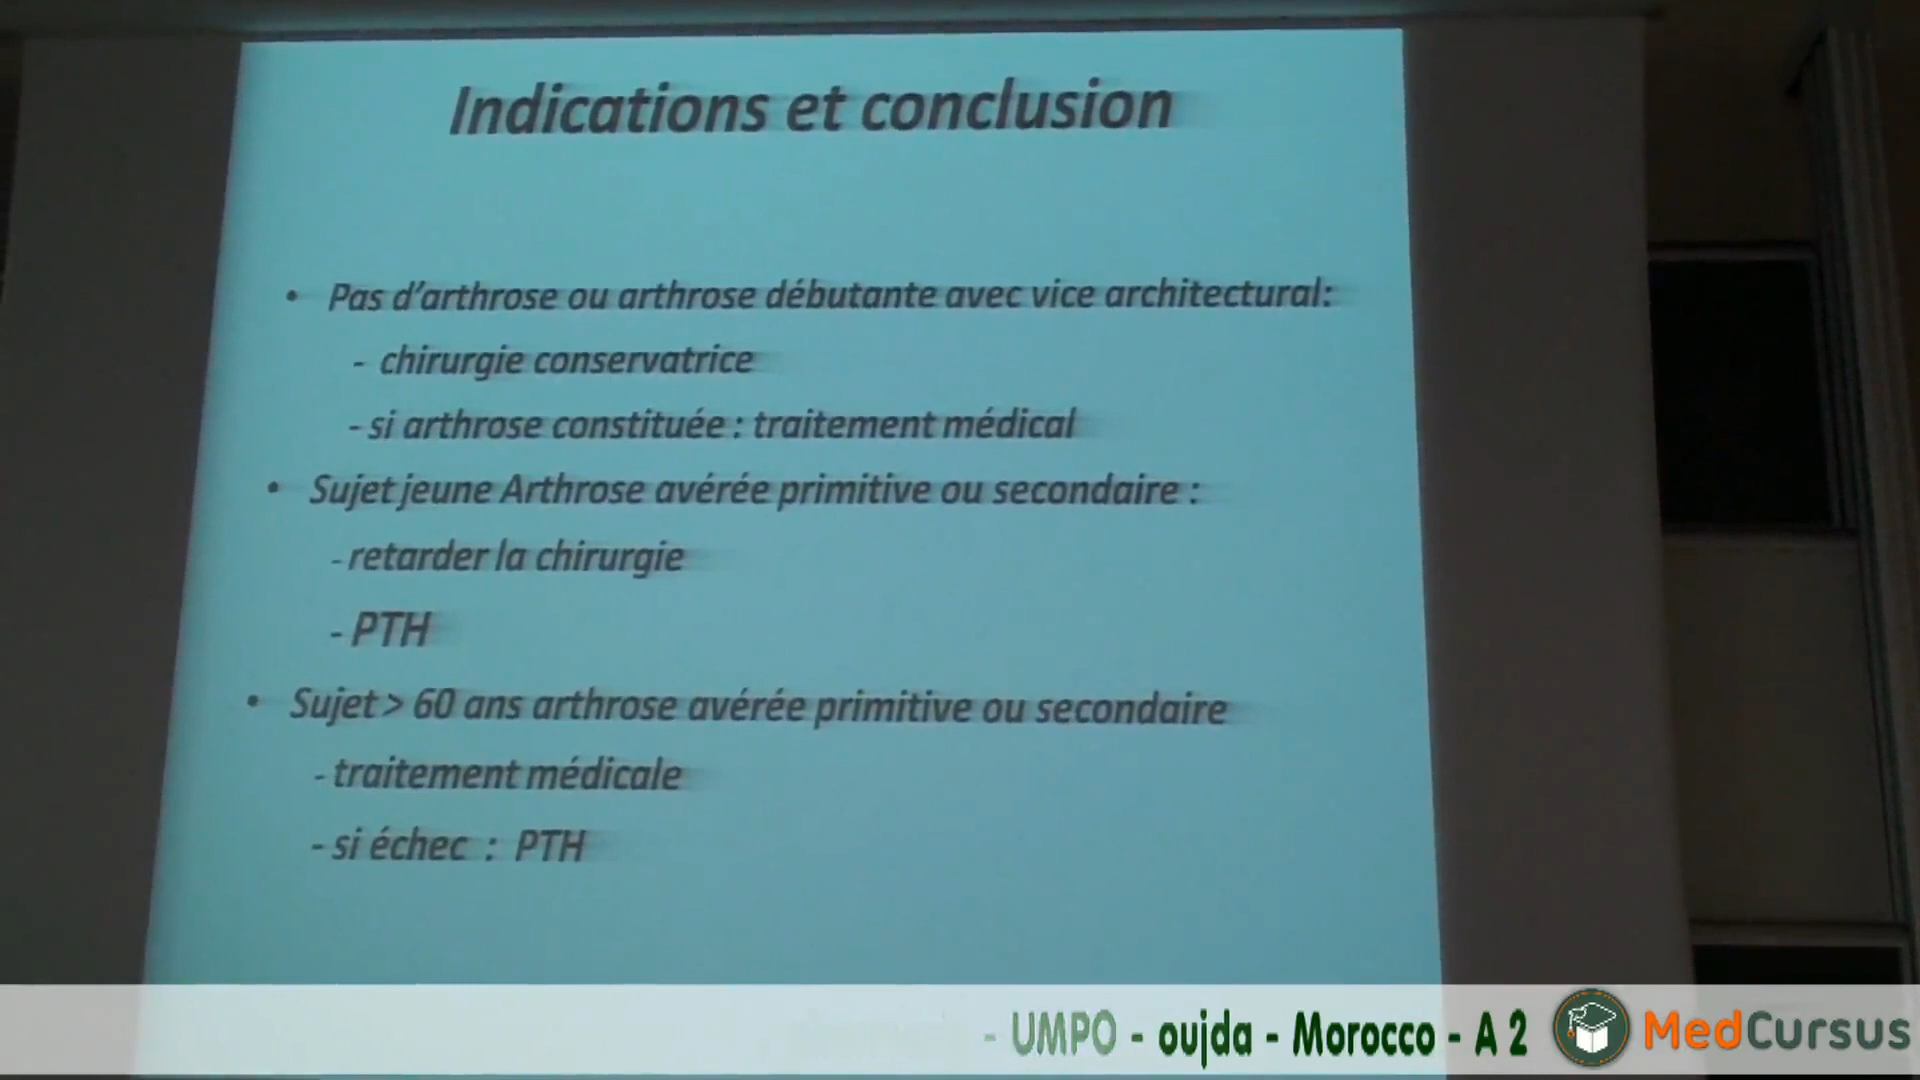 Indications et conclusion
• Pas d'arthrose ou arthrose débutante avec vice architectural:
- chirurgie conservatrice
- si arthrose constituée : traitement médical
• Sujet jeune Arthrose avérée primitive ou secondaire :
- retarder la chirurgie
- PTH
• Sujet > 60 ans arthrose avérée primitive ou secondaire
- traitement médicale
- si échec : PTH
- UMPO - oujda - Morocco - A 2
MedCursus